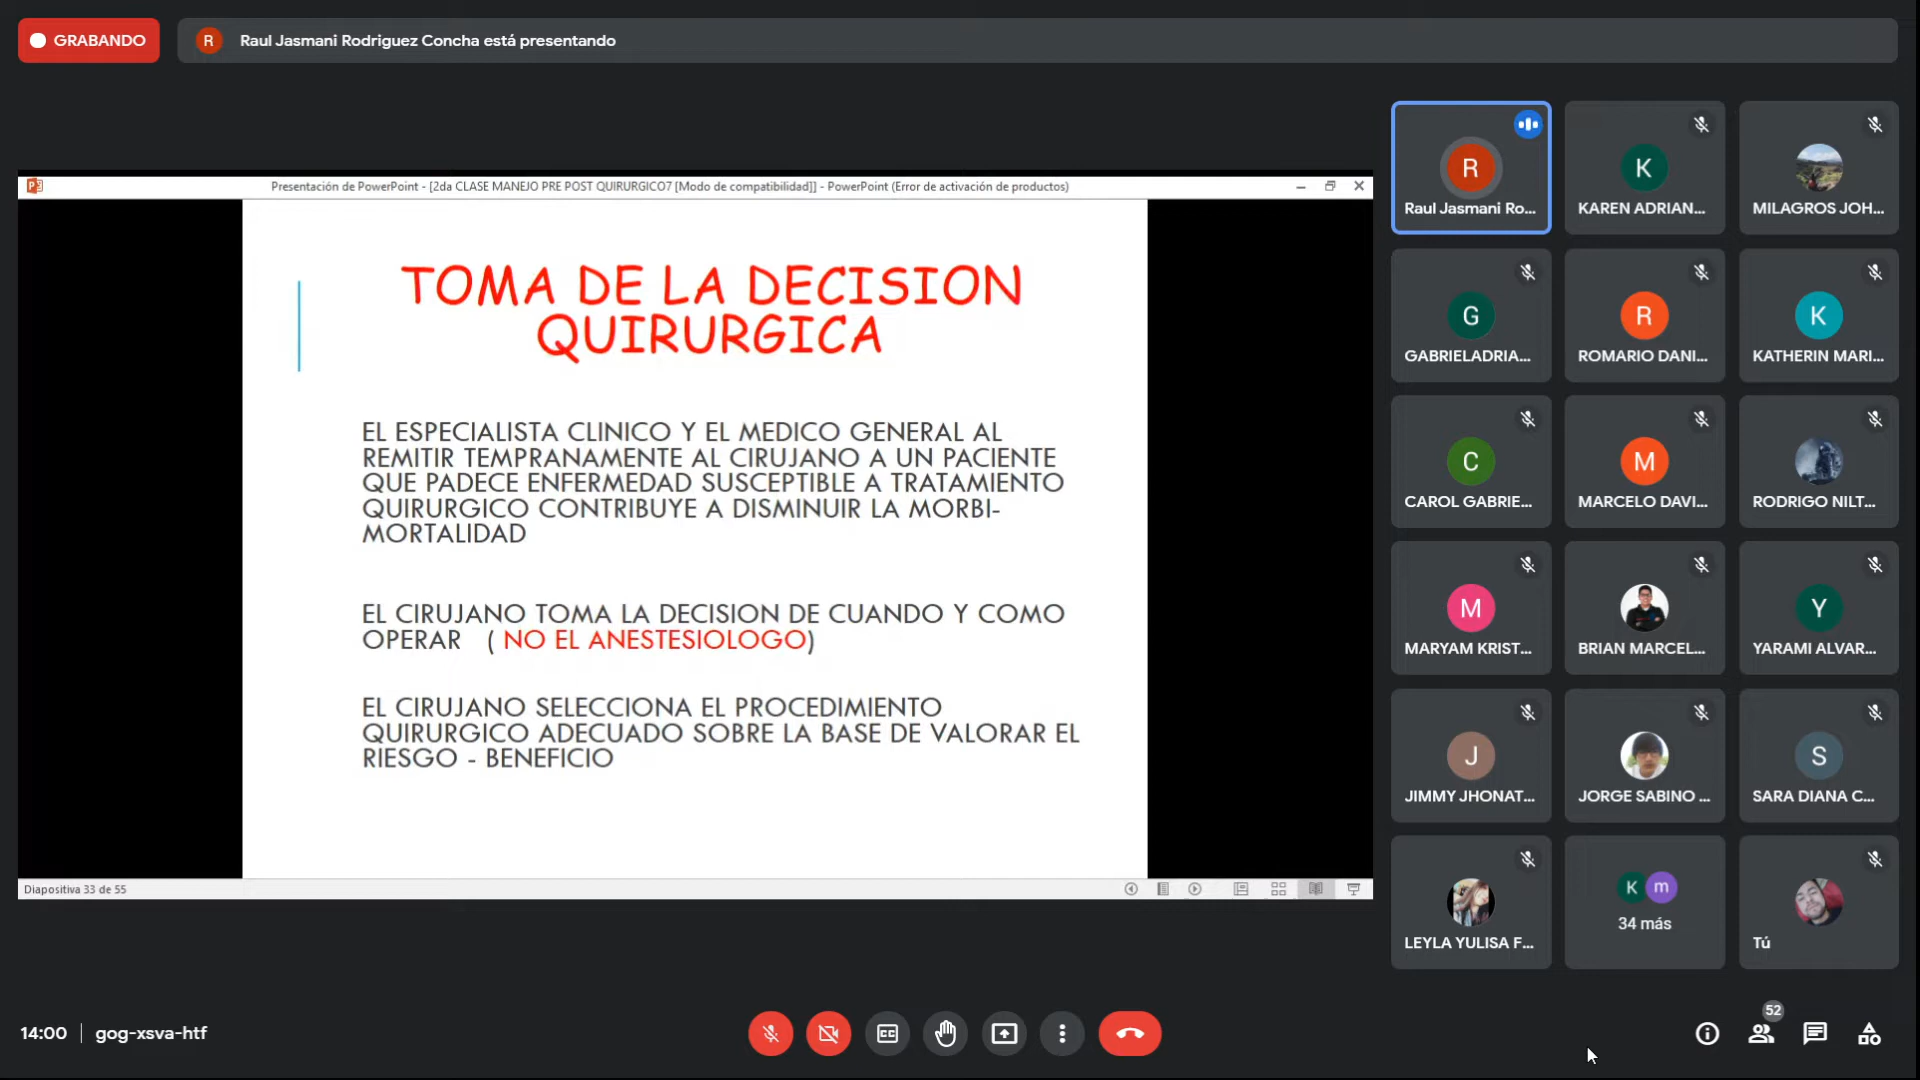 GRABANDO
R
Raul Jasmani Rodriguez Concha está presentando
Presentación de PowerPoint - [2da CLASE MANEJO PRE POST QUIRURGICO7 [Modo de compatibilidad]] - PowerPoint (Error de activación de productos)
TOMA DE LA DECISION
QUIRURGICA
EL ESPECIALISTA CLINICO Y EL MEDICO GENERAL AL
REMITIR TEMPRANAMENTE AL CIRUJANO A UN PACIENTE
QUE PADECE ENFERMEDAD SUSCEPTIBLE A TRATAMIENTO
QUIRURGICO CONTRIBUYE A DISMINUIR LA MORBI-
MORTALIDAD
EL CIRUJANO TOMA LA DECISION DE CUANDO Y COMO
OPERAR ( NO EL ANESTESIOLOGO)
EL CIRUJANO SELECCIONA EL PROCEDIMIENTO
QUIRURGICO ADECUADO SOBRE LA BASE DE VALORAR EL
RIESGO - BENEFICIO
Diapositiva 33 de 55
R
Raul Jasmani Ro...
K
KAREN ADRIAN...
MILAGROS JOH...
G
GABRIELADRIA...
R
ROMARIO DANI...
K
KATHERIN MARI...
C
CAROL GABRIE...
M
MARCELO DAVI...
RODRIGO NILT...
M
MARYAM KRIST...
BRIAN MARCEL...
Y
YARAMI ALVAR...
J
JIMMY JHONAT...
JORGE SABINO ...
S
SARA DIANA C...
LEYLA YULISA F...
K m
34 más
Tú
14:00 | gog-xsva-htf
CC
52